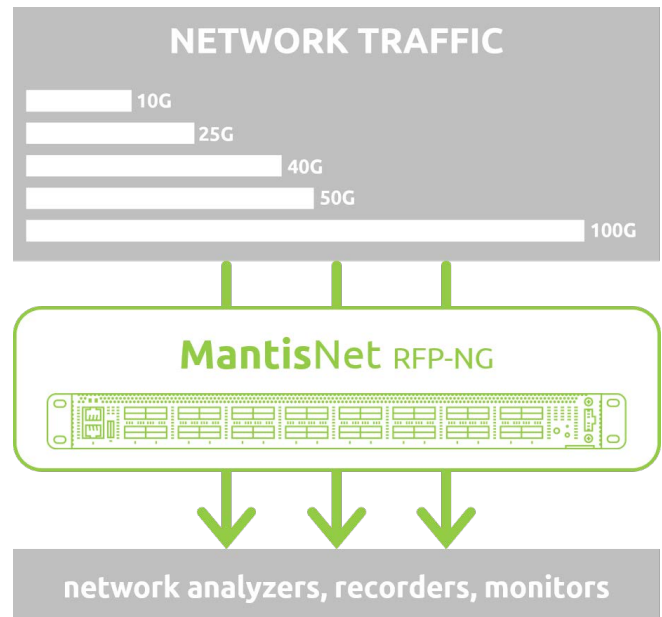 NETWORK TRAFFIC
10G
25G
40G
50G
100G
MantisNet RFP-NG
network analyzers, recorders, monitors